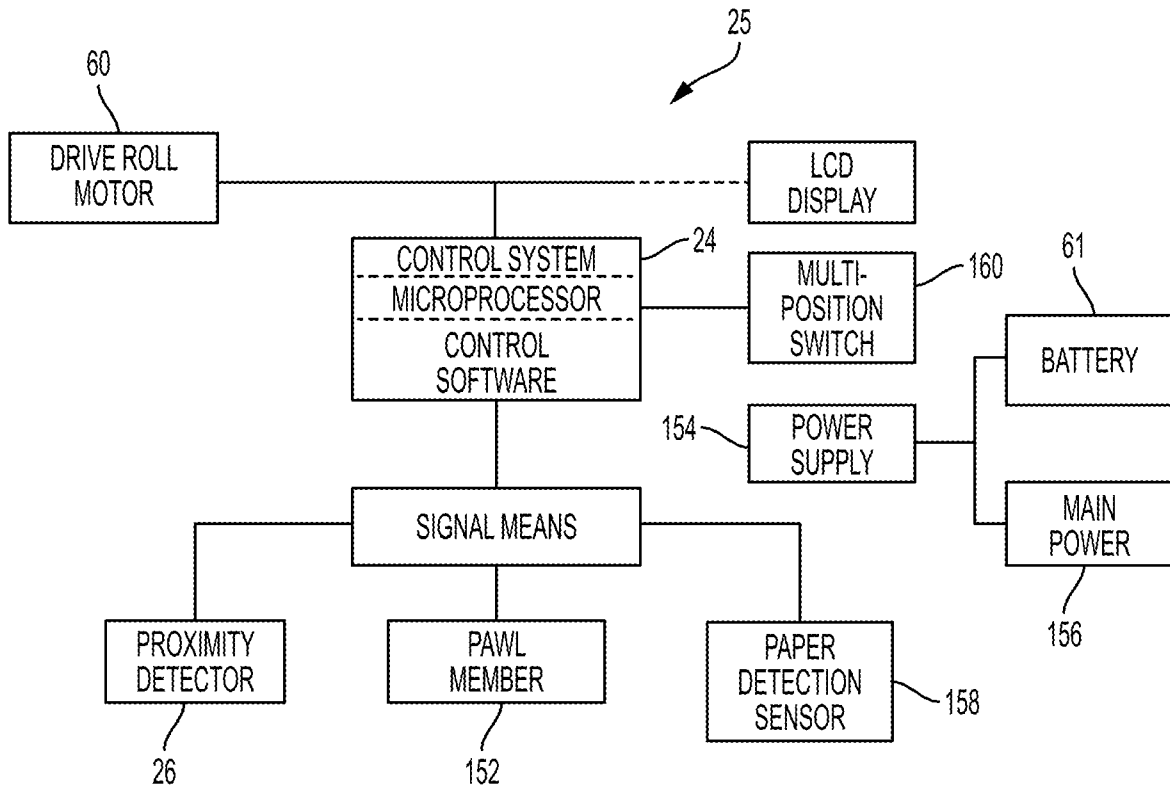 25
60
DRIVE ROLL
MOTOR
LCD
DISPLAY
CONTROL SYSTEM
MICROPROCESSOR
CONTROL
SOFTWARE
24
MULTI-
POSITION
SWITCH
160
61
BATTERY
154
POWER
SUPPLY
MAIN
POWER
156
SIGNAL MEANS
PROXIMITY
DETECTOR
26
PAWL
MEMBER
152
PAPER
DETECTION
SENSOR
158